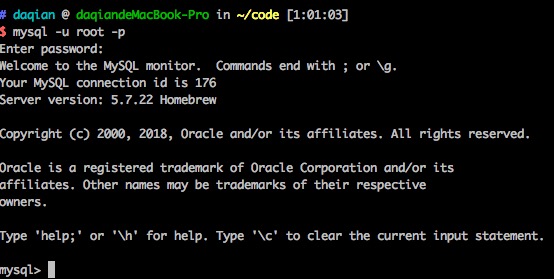 # daqian @ daqiandeMacBook-Pro in ~/code [1:01:03]
$ mysql -u root -p
Enter password:
Welcome to the MySQL monitor.  Commands end with ; or \g.
Your MySQL connection id is 176
Server version: 5.7.22 Homebrew
Copyright (c) 2000, 2018, Oracle and/or its affiliates. All rights reserved.
Oracle is a registered trademark of Oracle Corporation and/or its
affiliates. Other names may be trademarks of their respective
owners.
Type 'help;' or '\h' for help. Type '\c' to clear the current input statement.
mysql>